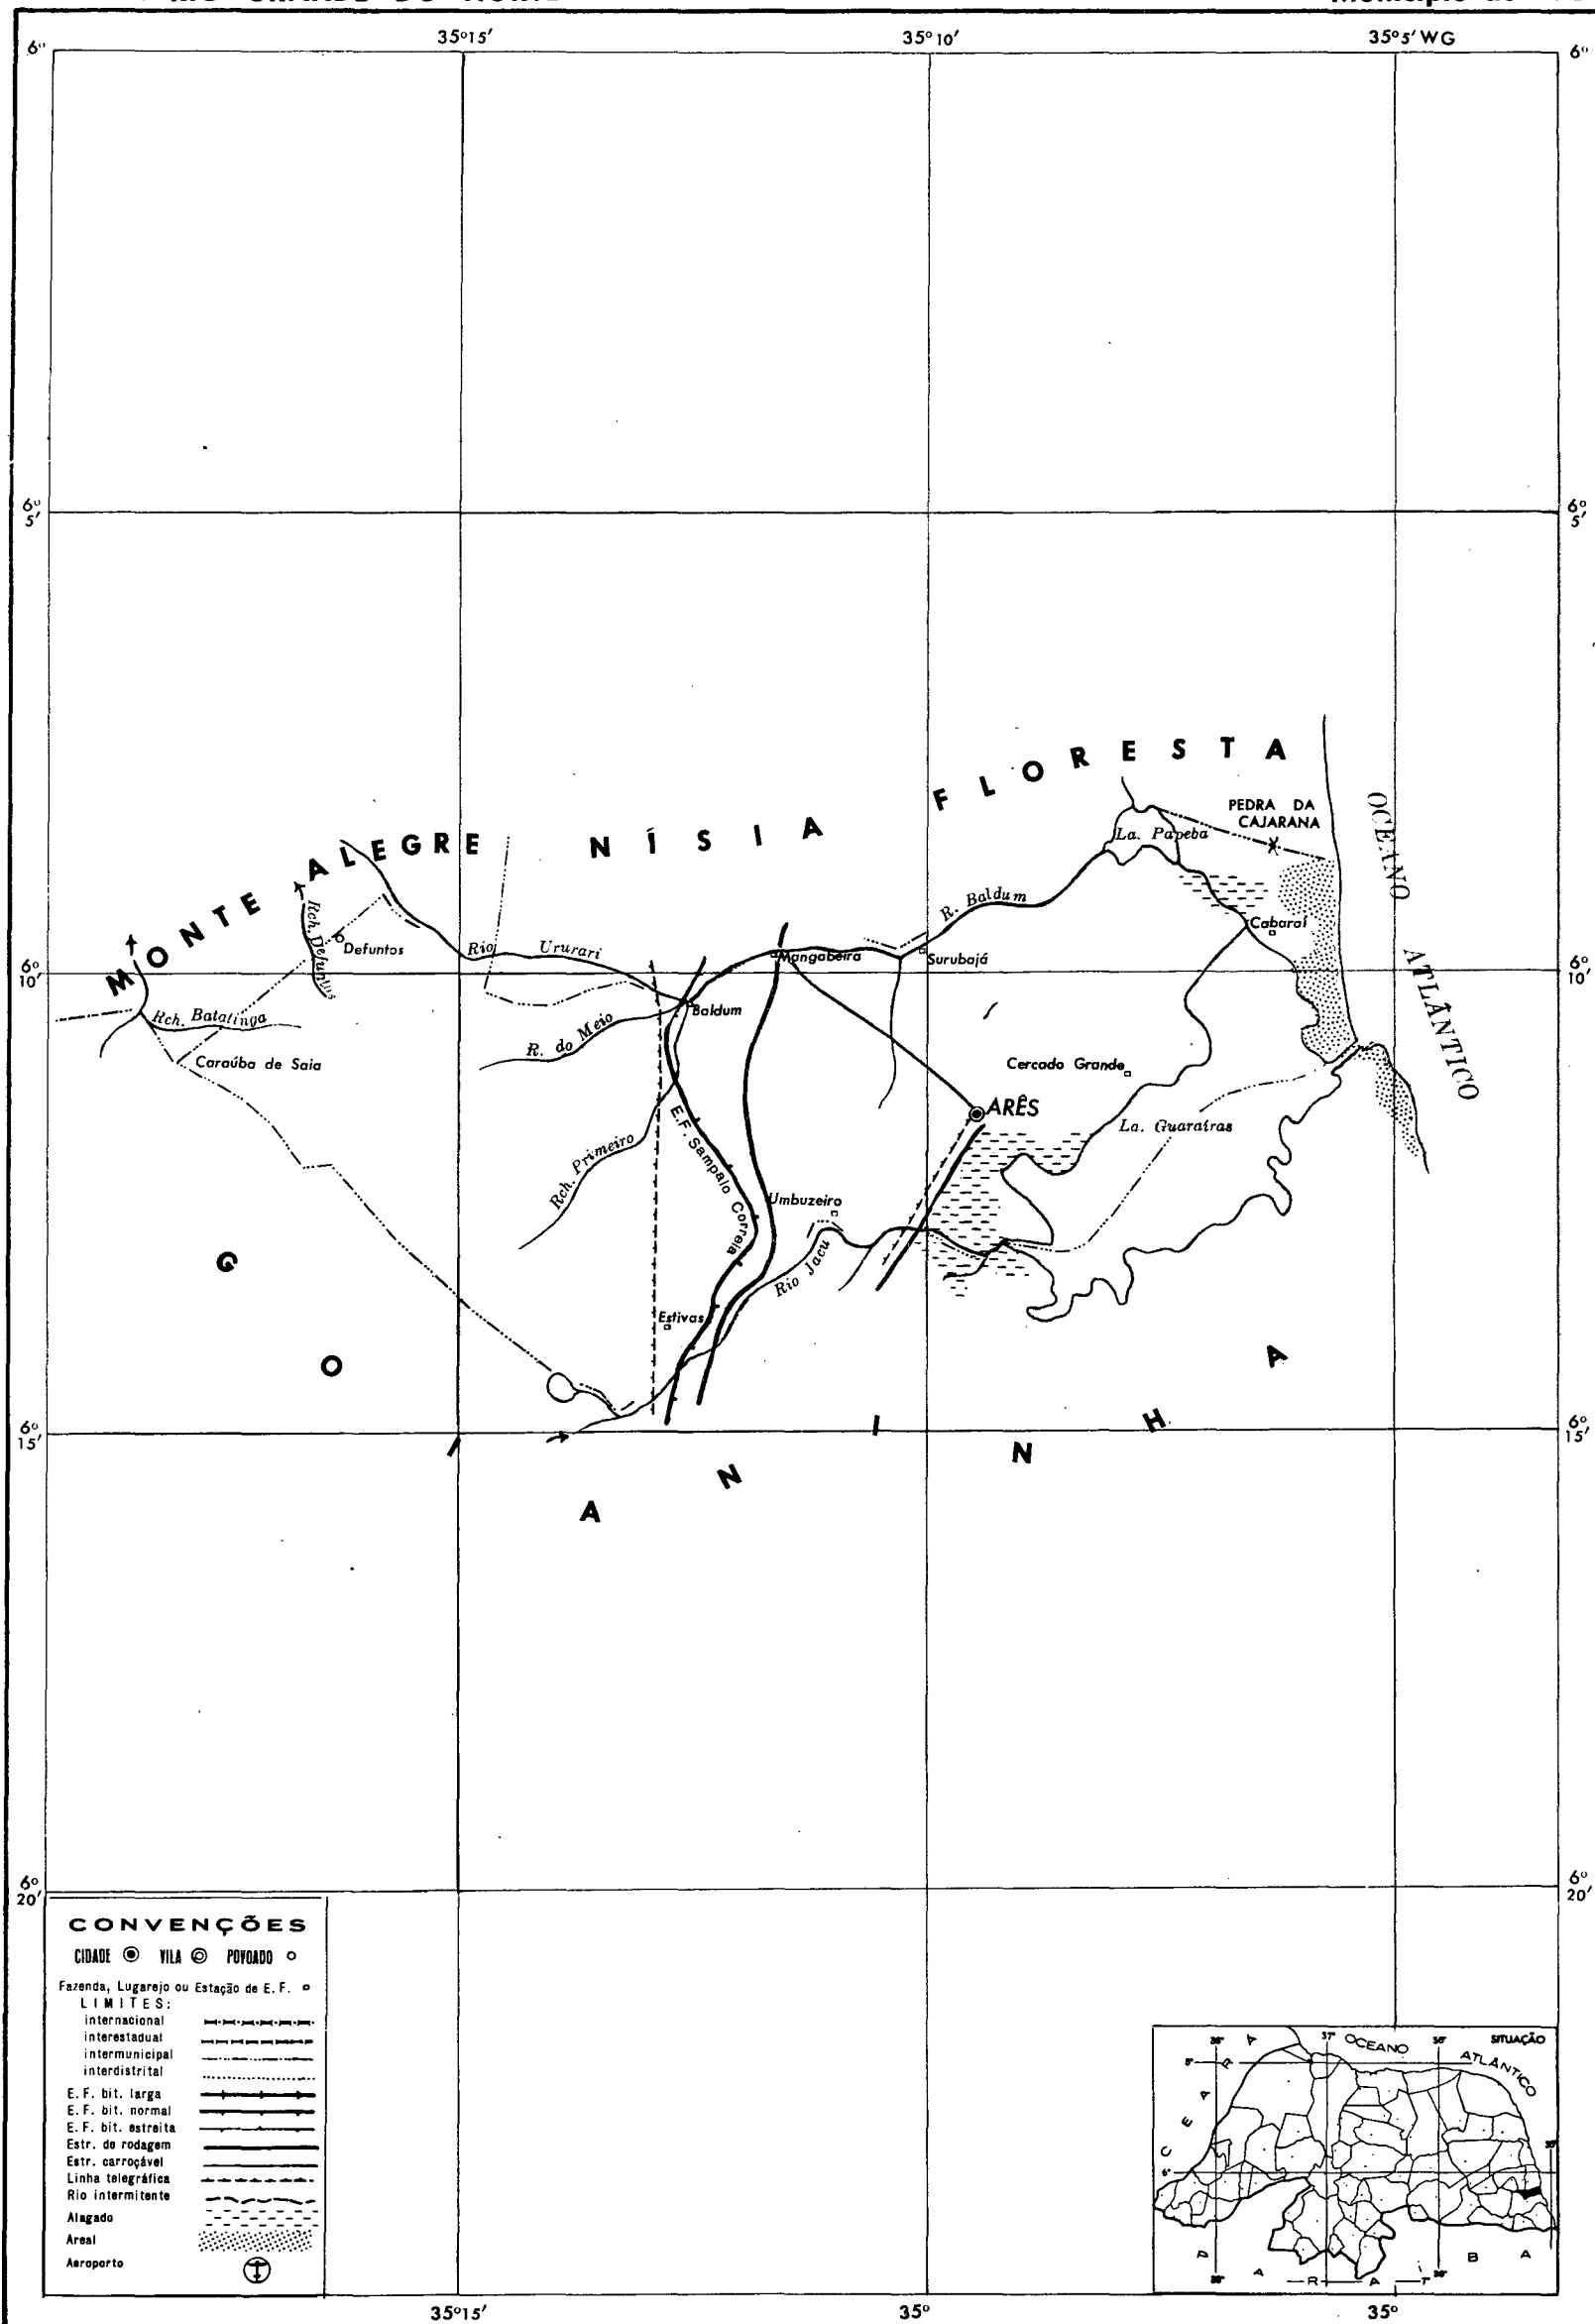 35°15′
35°10′
35°5′ WG
6°
6°
6° 5′
6° 5′
MONTE ALEGRE
NÍSIA FLORESTA
PEDRA DA
CAJARANA
OCEANO ATLÂNTICO
La. Papeba
R. Baldum
Cabaraí
Rch. Defuntos
Defuntos
Rio Ururari
Mangabeira
Surubajá
6° 10′
6° 10′
Rch. Batatinga
Baldum
R. do Meio
Caraúba de Saia
Cercado Grande
ARÊS
La. Guaraíras
E.F. Sampaio Correia
Rch. Primeiro
Umbuzeiro
Rio Jacu
Estivas
GOIANINHA
6° 15′
6° 15′
6° 20′
6° 20′
CONVENÇÕES
CIDADE VILA POVOADO
Fazenda, Lugarejo ou Estação de E.F.
LIMITES:
internacional
interestadual
intermunicipal
interdistrital
E.F. bit. larga
E.F. bit. normal
E.F. bit. estreita
Estr. de rodagem
Estr. carroçável
Linha telegráfica
Rio intermitente
Alagado
Areal
Aeroporto
SITUAÇÃO
OCEANO ATLÂNTICO
37°
CEARA
5°
6°
35°15′
35°
35°